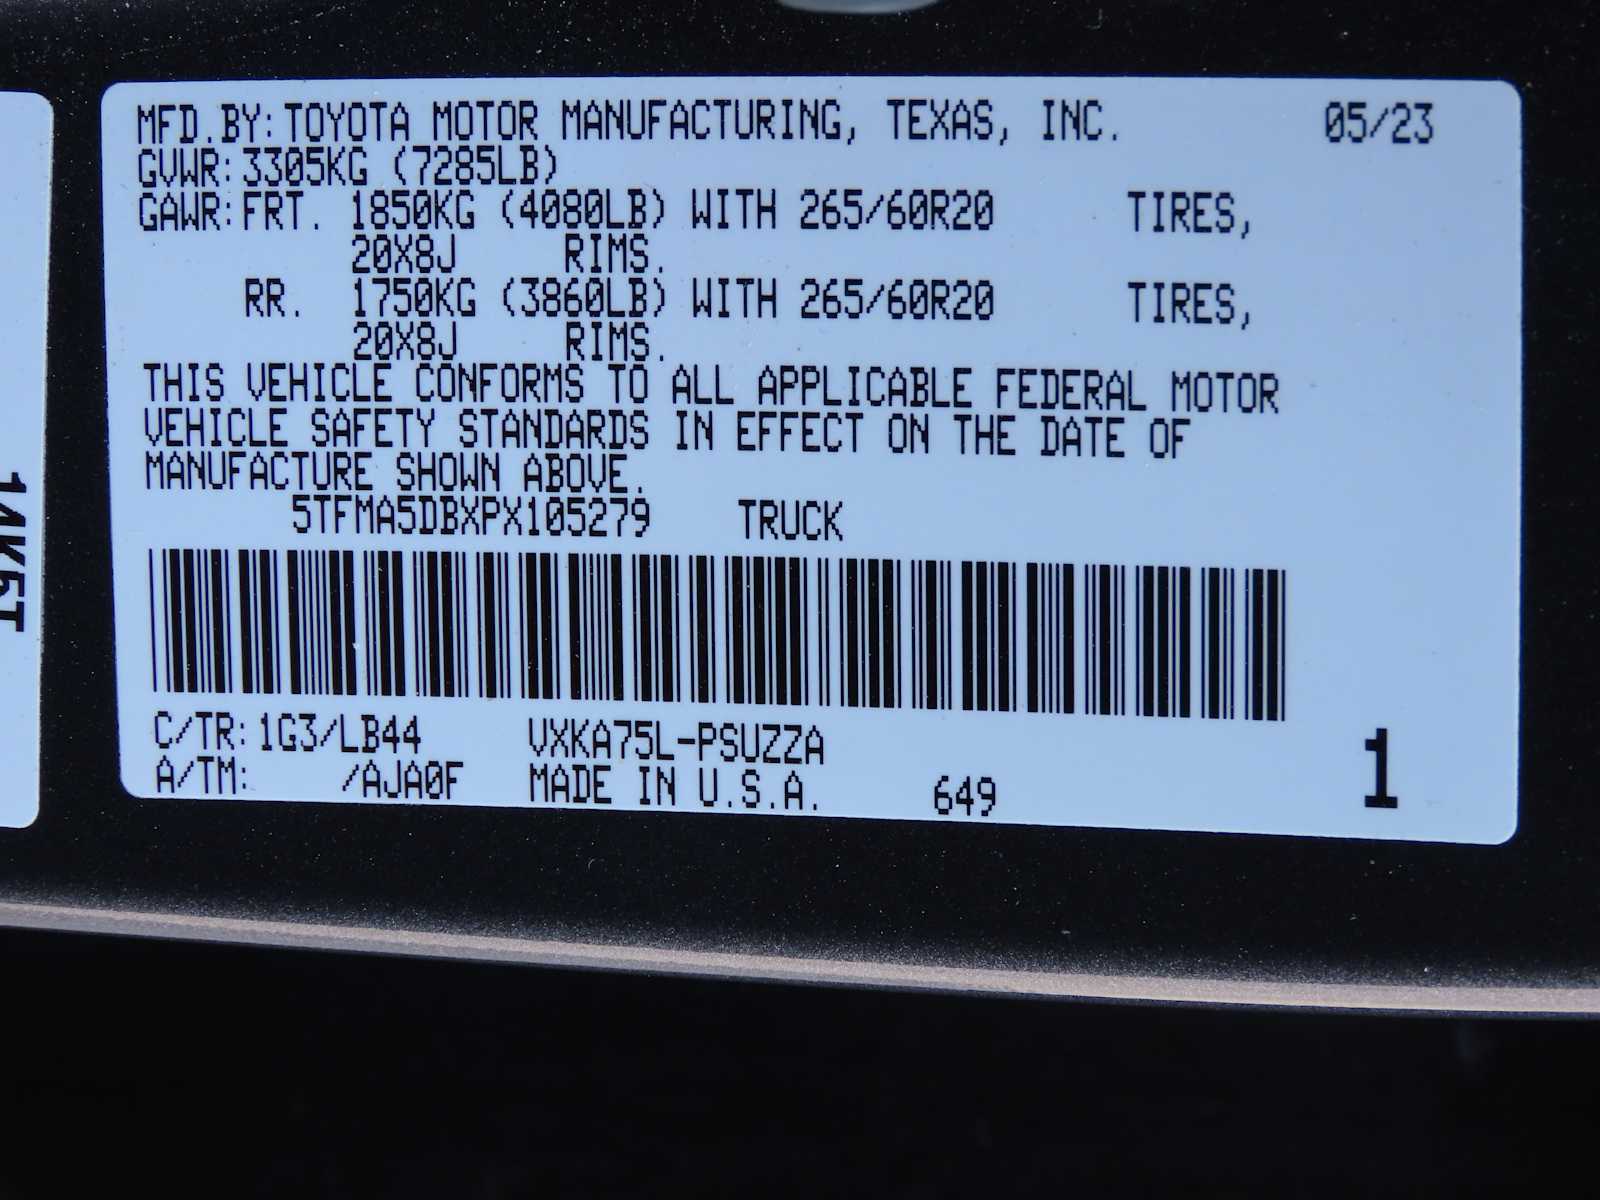 MFD.BY:TOYOTA MOTOR MANUFACTURING, TEXAS, INC. 05/23
GVWR:3305KG (7285LB)
GAWR:FRT. 1850KG (4080LB) WITH 265/60R20 TIRES,
20X8J RIMS.
RR. 1750KG (3860LB) WITH 265/60R20 TIRES,
20X8J RIMS.
THIS VEHICLE CONFORMS TO ALL APPLICABLE FEDERAL MOTOR
VEHICLE SAFETY STANDARDS IN EFFECT ON THE DATE OF
MANUFACTURE SHOWN ABOVE.
5TFMA5DBXPX105279 TRUCK
C/TR:1G3/LB44 VXKA75L-PSUZZA
A/TM: /AJA0F MADE IN U.S.A. 649 1